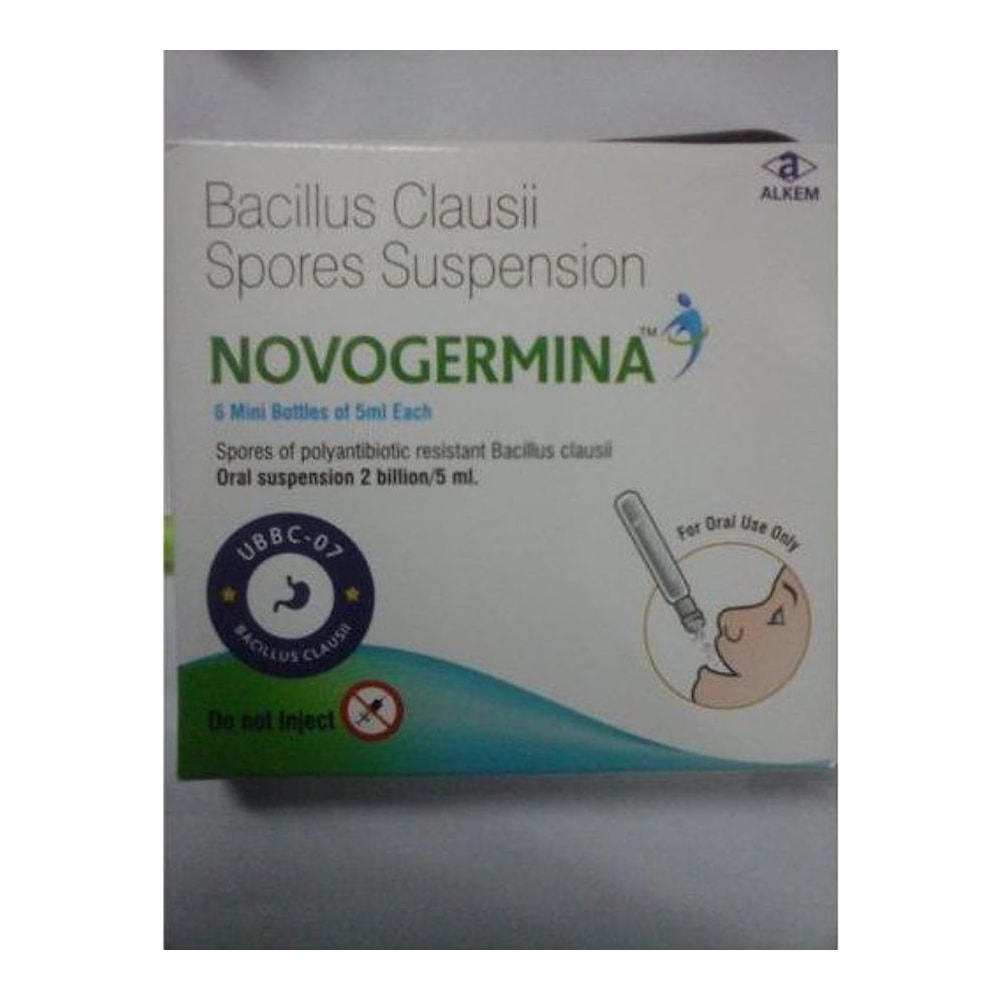 a
ALKEM
Bacillus Clausii
Spores Suspension
NOVOGERMINA™
6 Mini Bottles of 5ml Each
Spores of polyantibiotic resistant Bacillus clausii
Oral suspension 2 billion/5 ml.
UBBC-07
BACILLUS CLAUSII
For Oral Use Only
Do not Inject